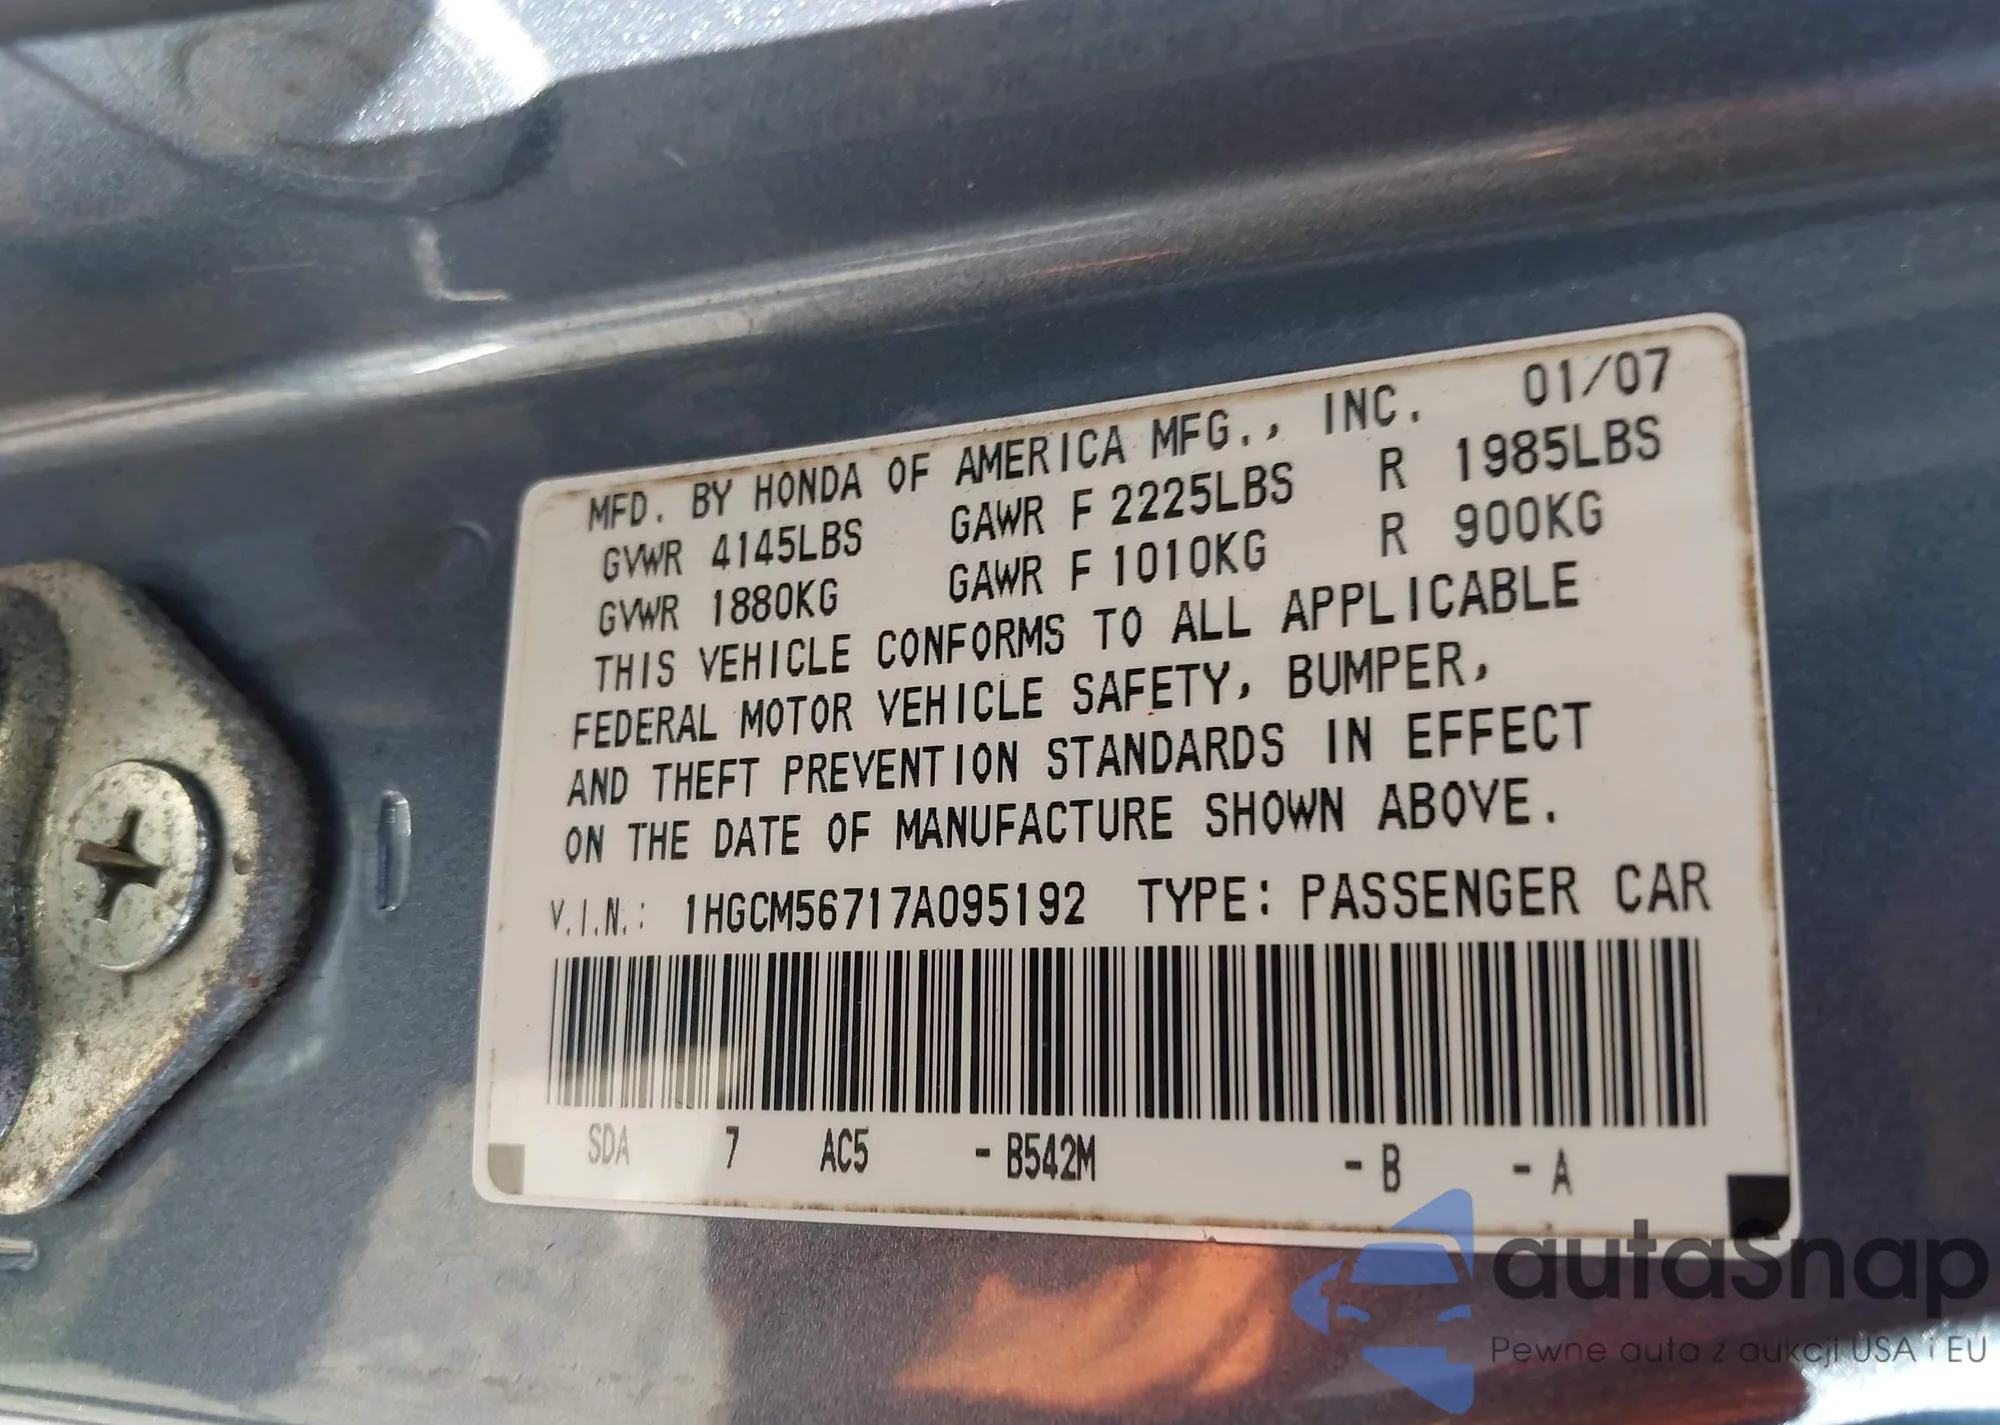 MFD. BY HONDA OF AMERICA MFG., INC. 01/07
GVWR 4145LBS GAWR F 2225LBS R 1985LBS
GVWR 1880KG GAWR F 1010KG R 900KG
THIS VEHICLE CONFORMS TO ALL APPLICABLE
FEDERAL MOTOR VEHICLE SAFETY, BUMPER,
AND THEFT PREVENTION STANDARDS IN EFFECT
ON THE DATE OF MANUFACTURE SHOWN ABOVE.
V.I.N.: 1HGCM56717A095192 TYPE: PASSENGER CAR
SDA 7 AC5 - B542M - B - A
autaSnap
Pewne auta z aukcji USA i EU